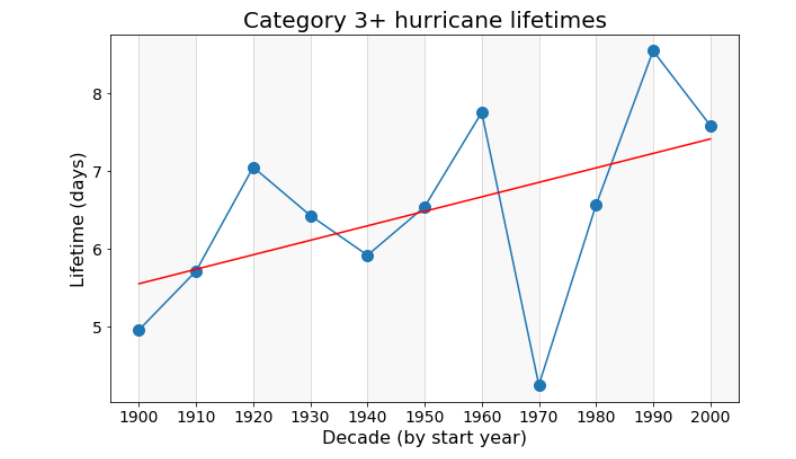 Category 3+ hurricane lifetimes
Lifetime (days)
8
7
6
5
1900 1910 1920 1930 1940 1950 1960 1970 1980 1990 2000
Decade (by start year)